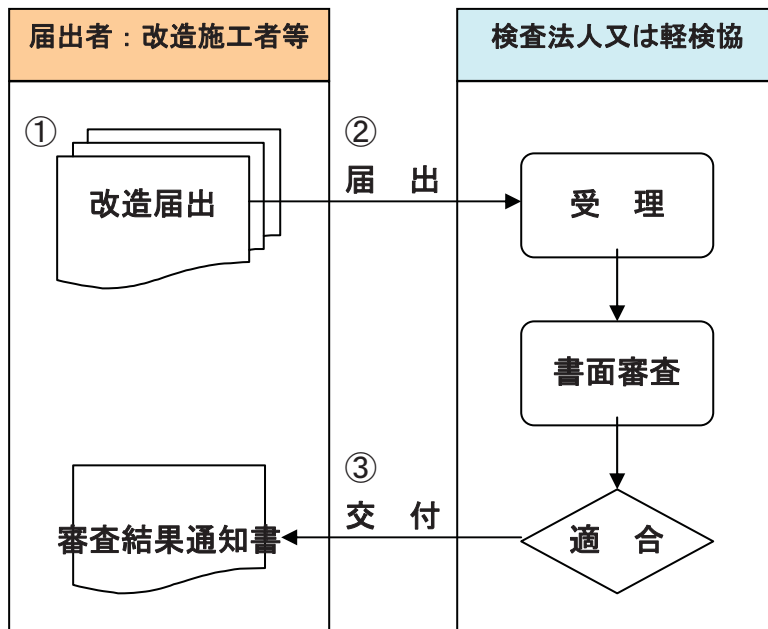 届出者：改造施工者等
検査法人又は軽検協
①
改造届出
②
届　出
受　理
書面審査
適　合
③
交　付
審査結果通知書